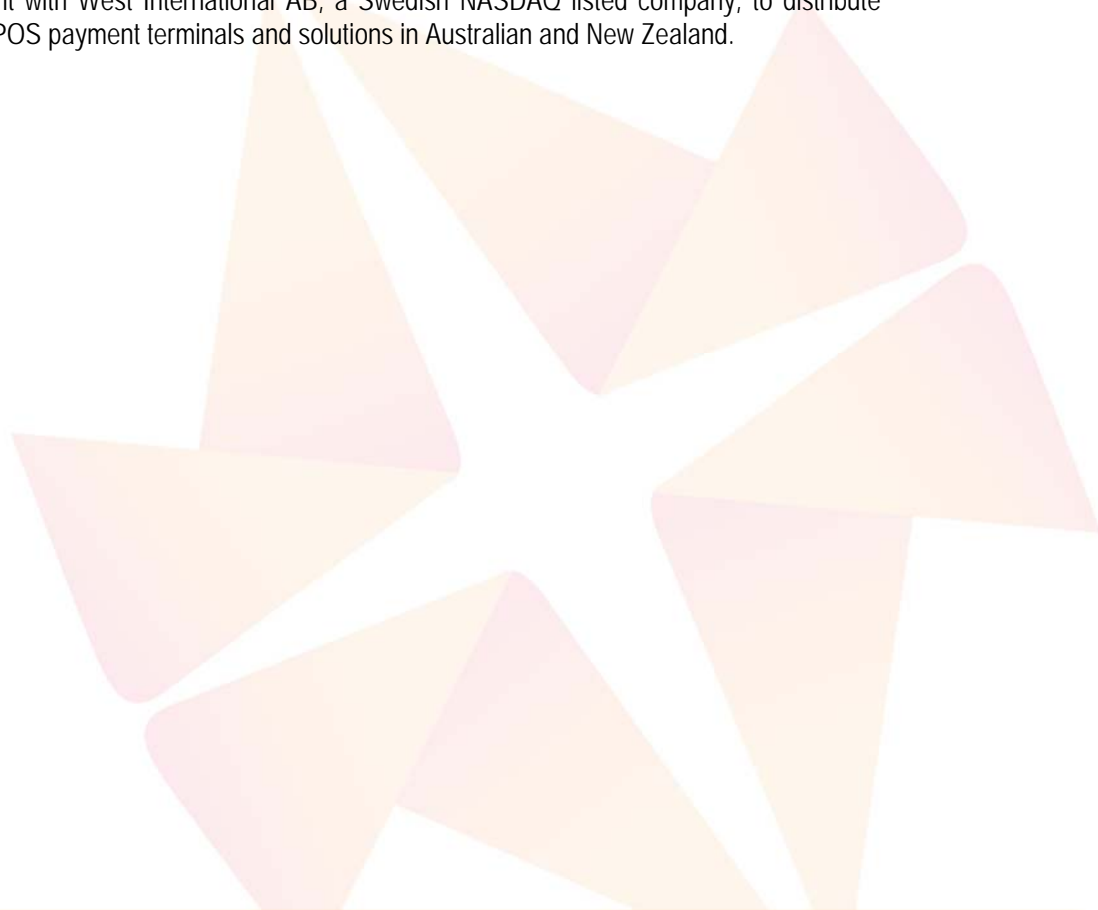 with West International AB, a Swedish NASDAQ listed company, to distribute
POS payment terminals and solutions in Australian and New Zealand.